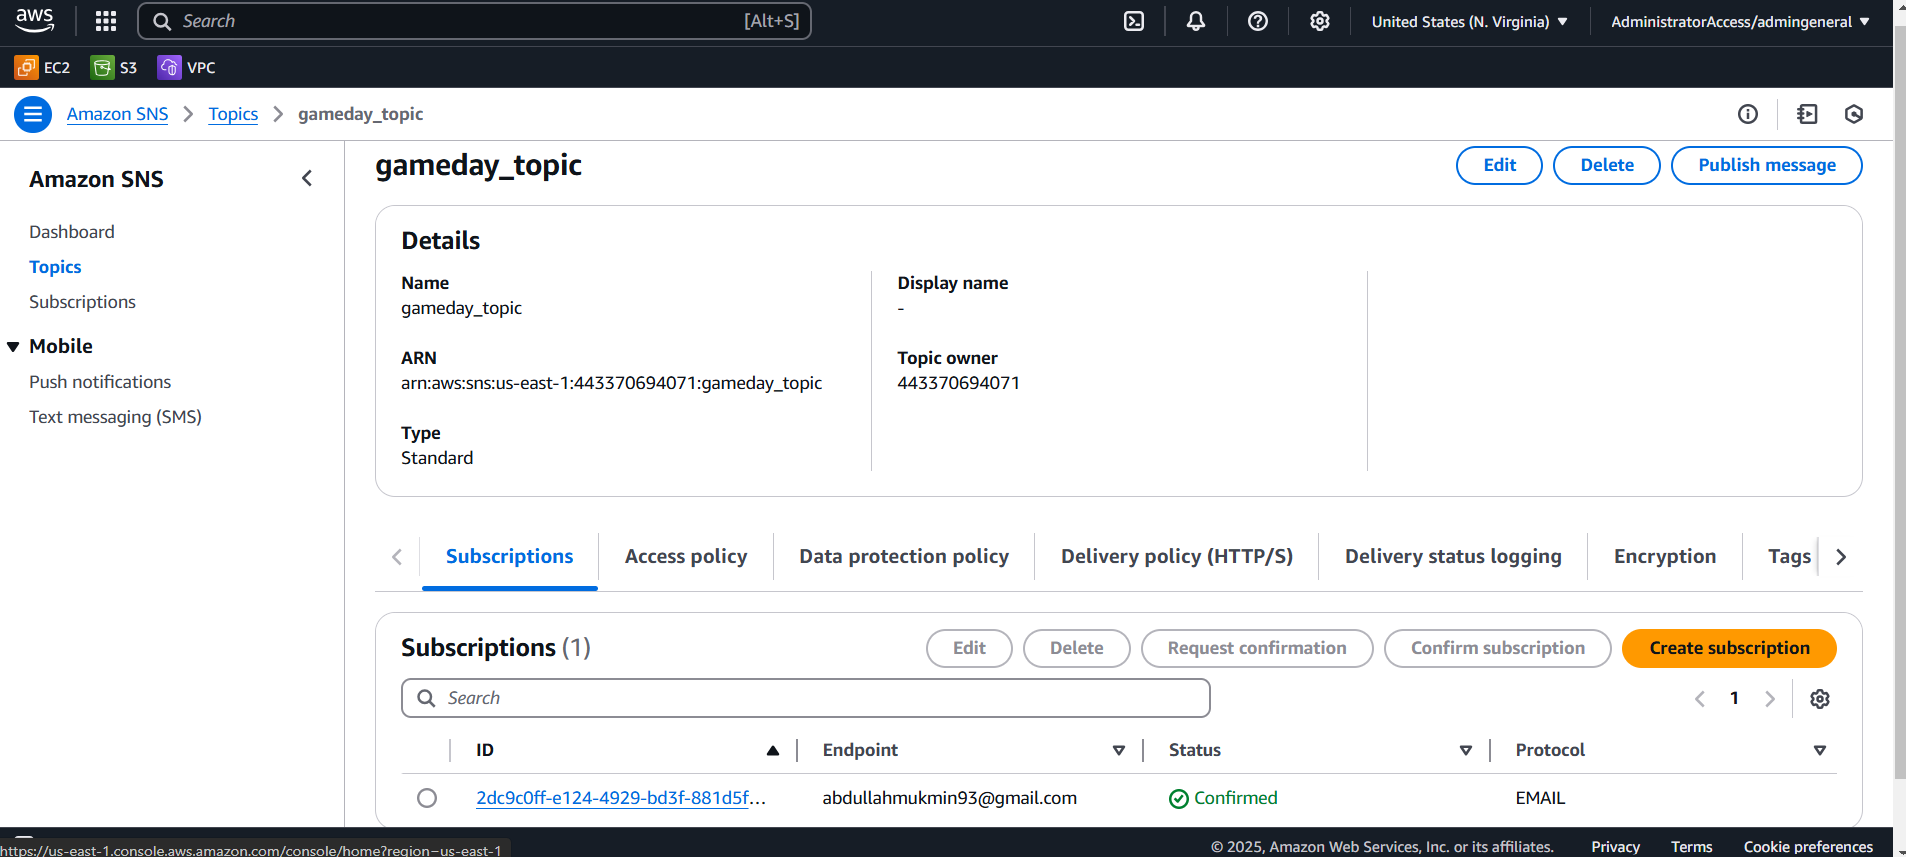 aws
Search [Alt+S]
United States (N. Virginia)
AdministratorAccess/admingeneral
EC2 S3 VPC
Amazon SNS Topics gameday_topic
Amazon SNS
Dashboard
Topics
Subscriptions
Mobile
Push notifications
Text messaging (SMS)
gameday_topic
Edit Delete Publish message
Details
Name
gameday_topic
ARN
arn:aws:sns:us-east-1:443370694071:gameday_topic
Type
Standard
Display name
-
Topic owner
443370694071
Subscriptions Access policy Data protection policy Delivery policy (HTTP/S) Delivery status logging Encryption Tags
Subscriptions (1)
Edit Delete Request confirmation Confirm subscription Create subscription
Search
1
ID Endpoint Status Protocol
2dc9c0ff-e124-4929-bd3f-881d5f... abdullahmukmin93@gmail.com Confirmed EMAIL
https://us-east-1.console.aws.amazon.com/console/home?region=us-east-1
© 2025, Amazon Web Services, Inc. or its affiliates. Privacy Terms Cookie preferences